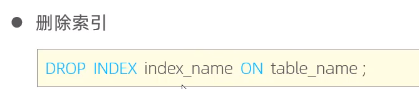 删除索引
DROP INDEX index_name ON table_name ;